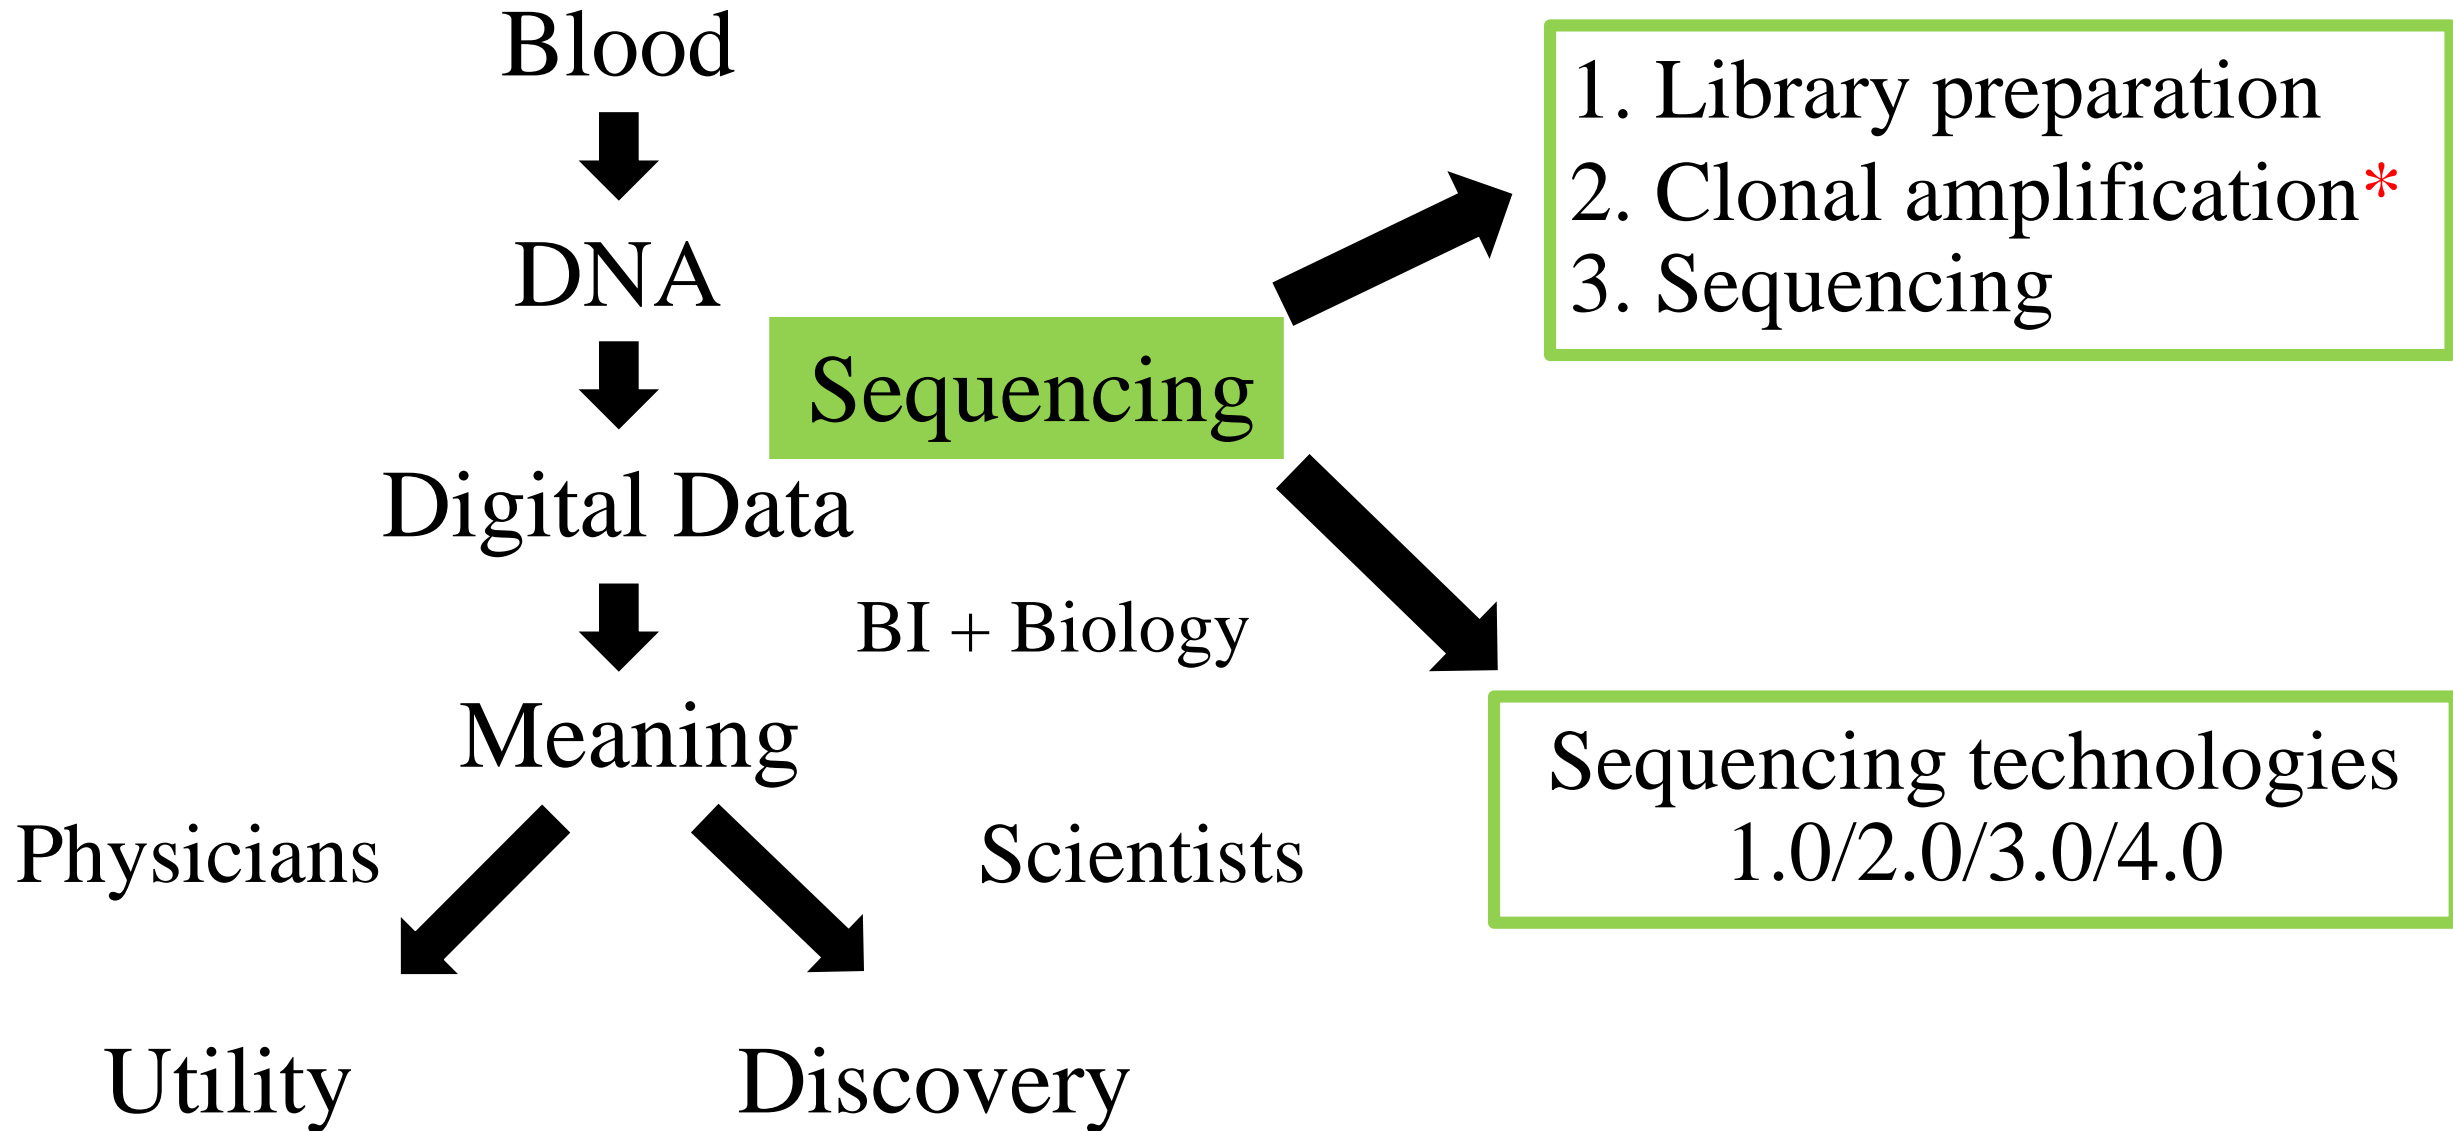 Blood
DNA
Sequencing
Digital Data
BI + Biology
Meaning
Physicians
Scientists
Utility
Discovery
1. Library preparation
2. Clonal amplification*
3. Sequencing
Sequencing technologies
1.0/2.0/3.0/4.0